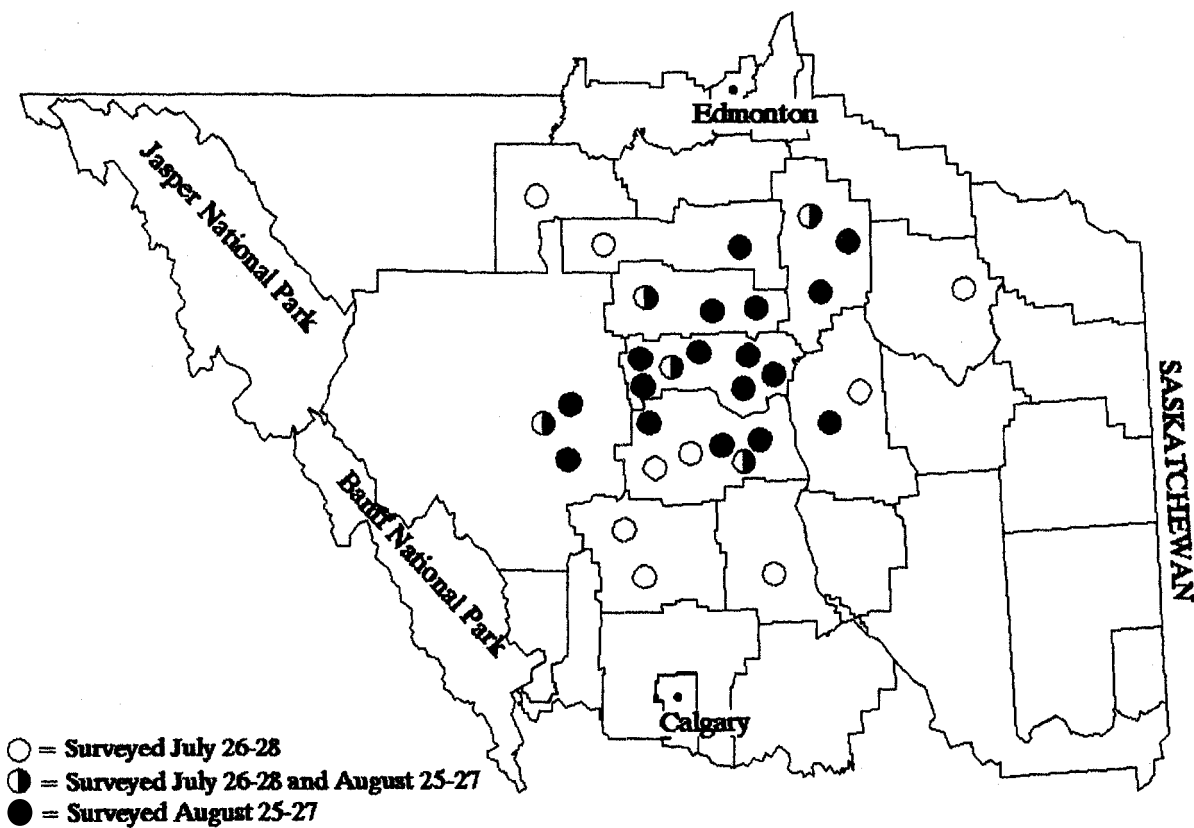 Edmonton
Jasper National Park
SASKATCHEWAN
Banff National Park
Calgary
= Surveyed July 26-28
= Surveyed July 26-28 and August 25-27
= Surveyed August 25-27